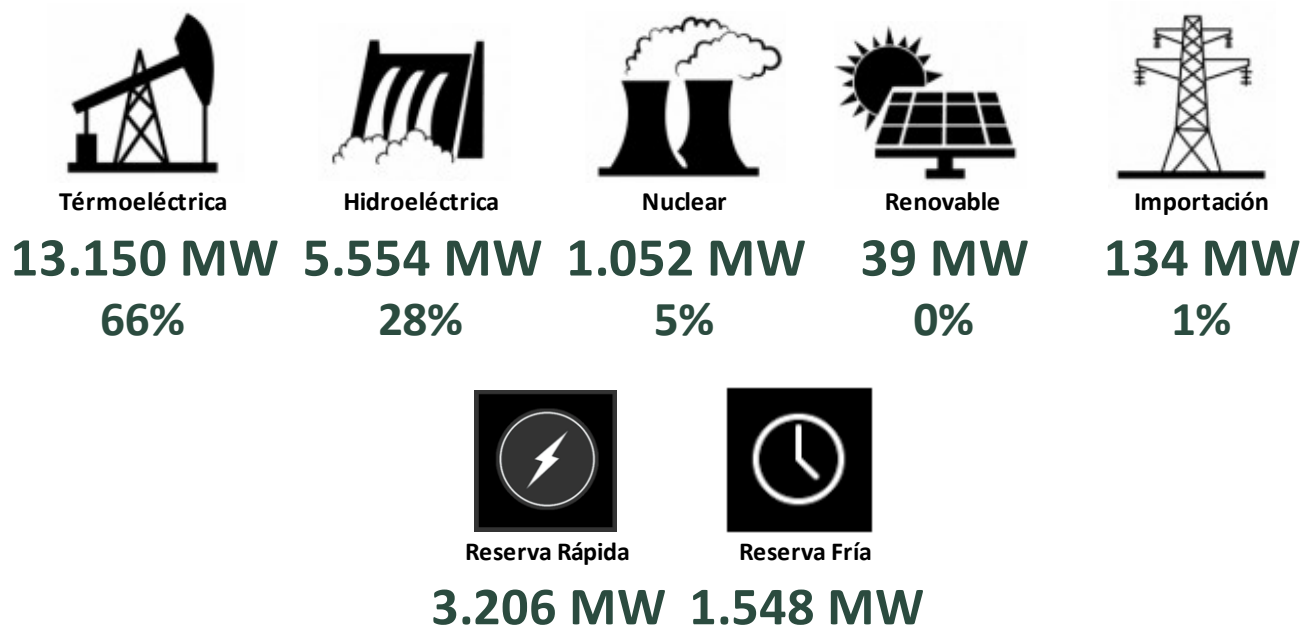 Térmoeléctrica Hidroeléctrica Nuclear Renovable Importación
13.150 MW 5.554 MW 1.052 MW 39 MW 134 MW
66% 28% 5% 0% 1%
Reserva Rápida Reserva Fría
3.206 MW 1.548 MW